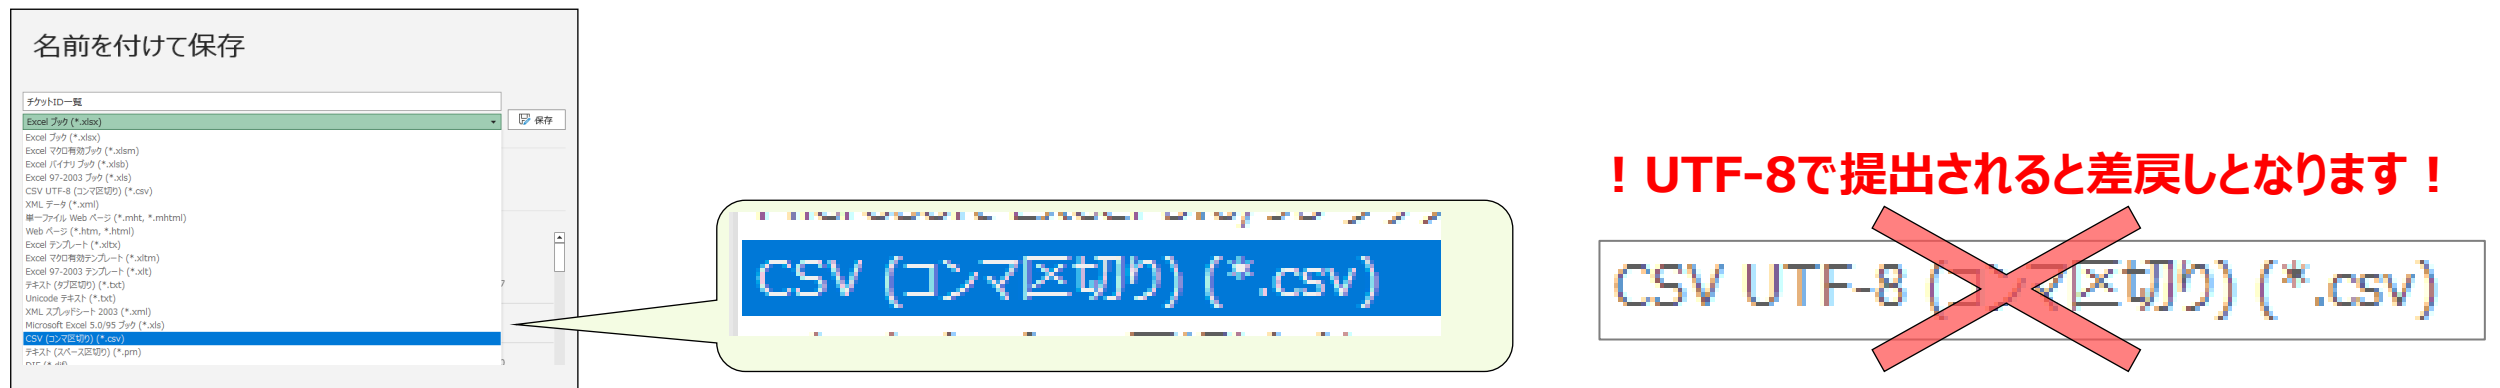 名前を付けて保存
チケットID一覧
Excel ブック (*.xlsx)
保存
Excel ブック (*.xlsx)
Excel マクロ有効ブック (*.xlsm)
Excel バイナリ ブック (*.xlsb)
Excel 97-2003 ブック (*.xls)
CSV UTF-8 (コンマ区切り) (*.csv)
XML データ (*.xml)
単一ファイル Web ページ (*.mht, *.mhtml)
Web ページ (*.htm, *.html)
Excel テンプレート (*.xltx)
Excel マクロ有効テンプレート (*.xltm)
Excel 97-2003 テンプレート (*.xlt)
テキスト (タブ区切り) (*.txt)
Unicode テキスト (*.txt)
XML スプレッドシート 2003 (*.xml)
Microsoft Excel 5.0/95 ブック (*.xls)
CSV (コンマ区切り) (*.csv)
テキスト (スペース区切り) (*.prn)
DIF (*.dif)
CSV (コンマ区切り) (*.csv)
！UTF-8で提出されると差戻しとなります！
CSV UTF-8 (コンマ区切り) (*.csv)